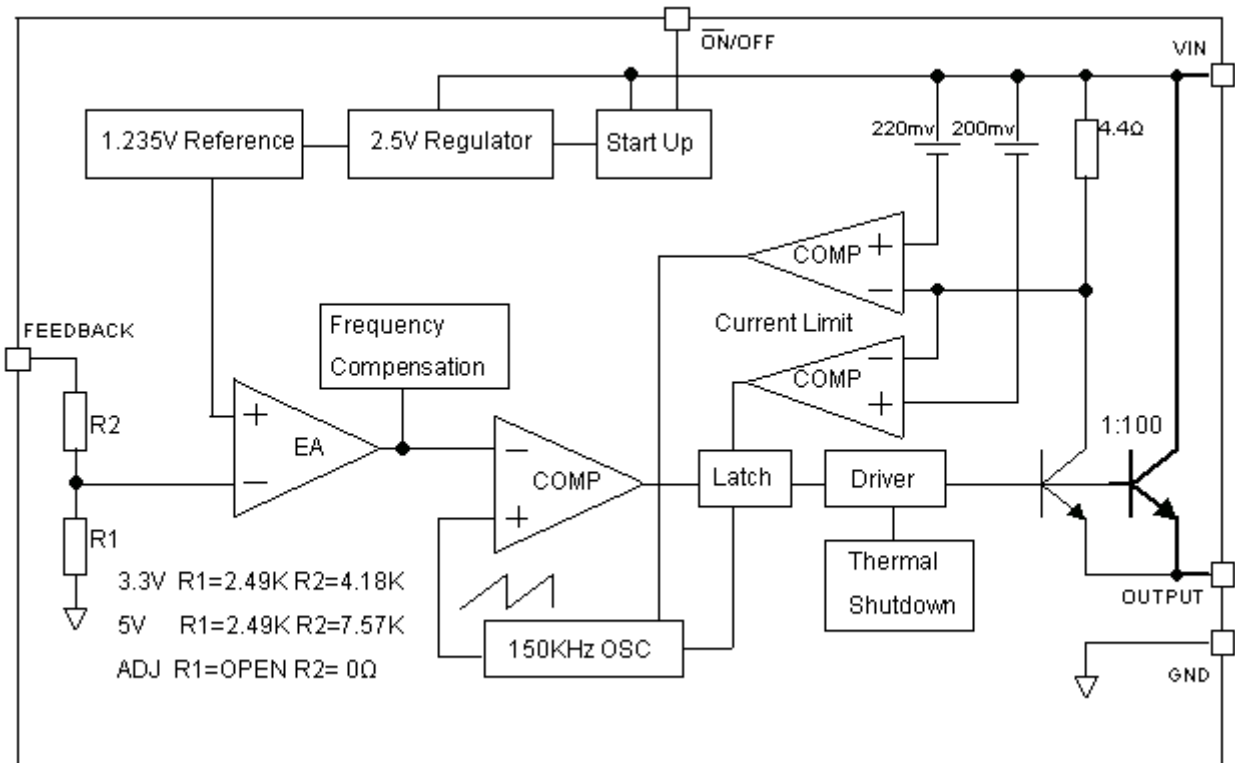 ON/OFF
VIN
1.235V Reference
2.5V Regulator
Start Up
220mv
200mv
4.4Ω
+
COMP
−
FEEDBACK
Frequency
Compensation
Current Limit
−
COMP
+
R2
+
EA
−
−
COMP
+
1:100
Latch
Driver
R1
Thermal
Shutdown
3.3V R1=2.49K R2=4.18K
5V R1=2.49K R2=7.57K
ADJ R1=OPEN R2= 0Ω
150KHz OSC
OUTPUT
GND